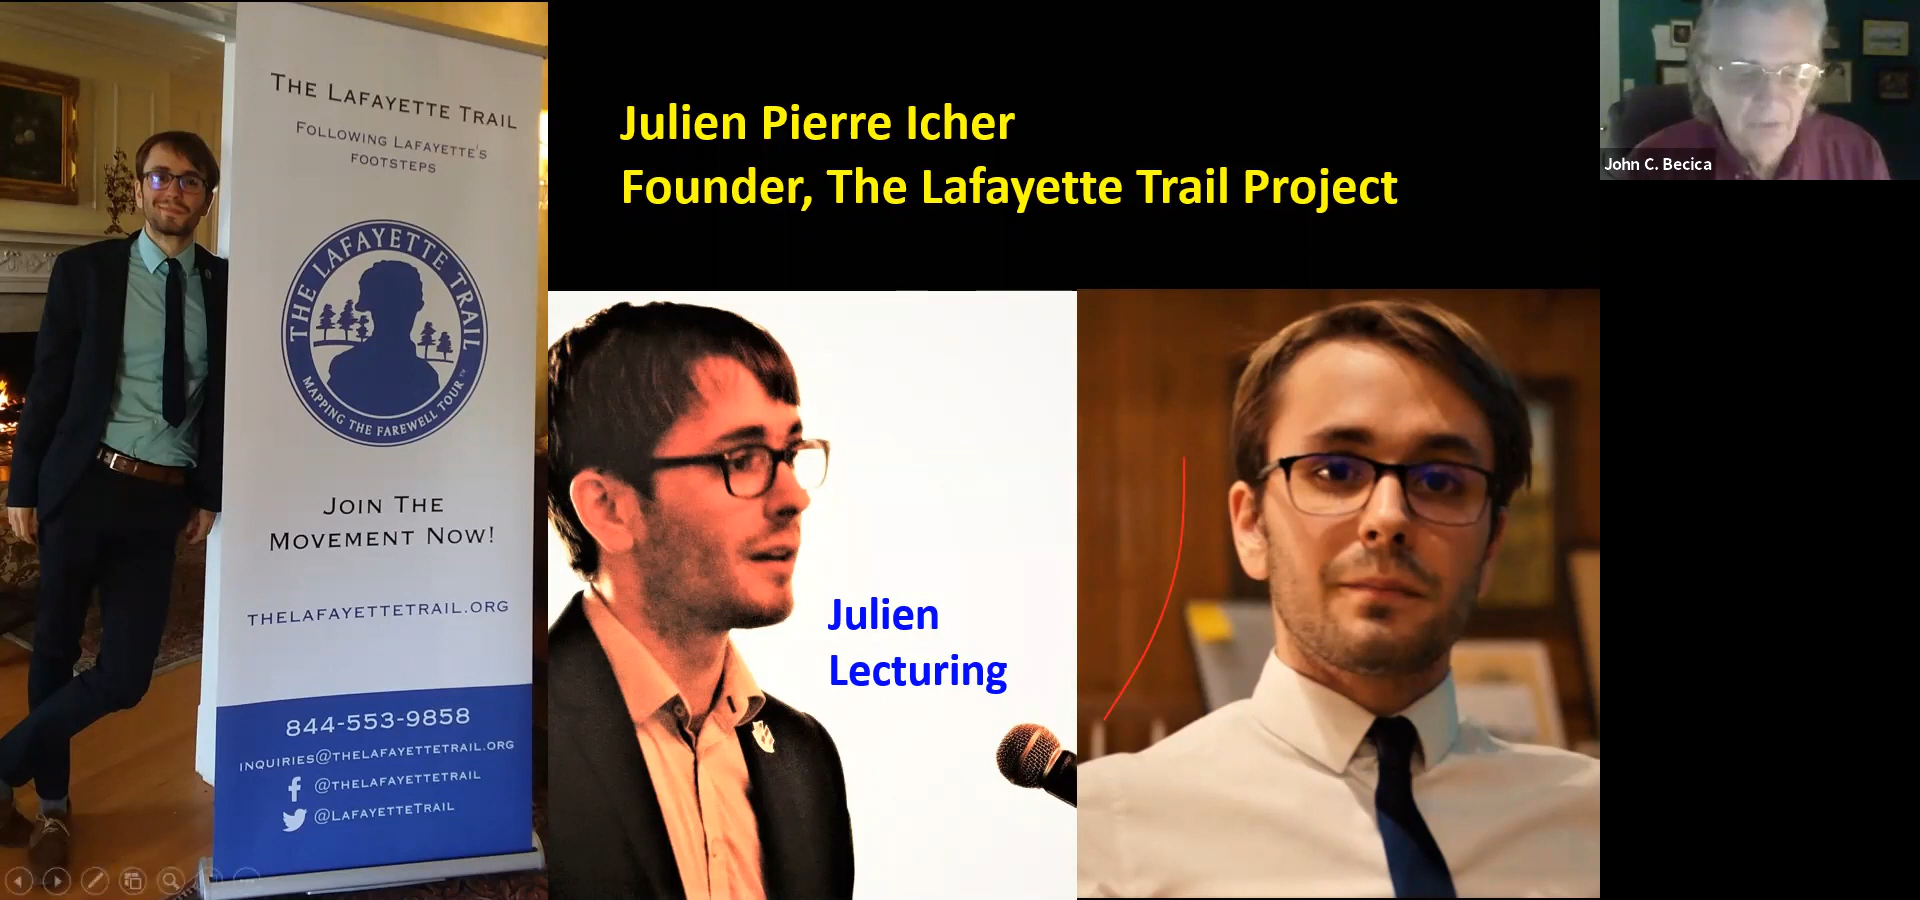 THE LAFAYETTE TRAIL
FOLLOWING LAFAYETTE'S
FOOTSTEPS
THE LAFAYETTE TRAIL
MAPPING THE FAREWELL TOUR™
JOIN THE
MOVEMENT NOW!
THELAFAYETTETRAIL.ORG
844-553-9858
INQUIRIES@THELAFAYETTETRAIL.ORG
@THELAFAYETTETRAIL
@LAFAYETTETRAIL
Julien Pierre Icher
Founder, The Lafayette Trail Project
Julien
Lecturing
John C. Becica